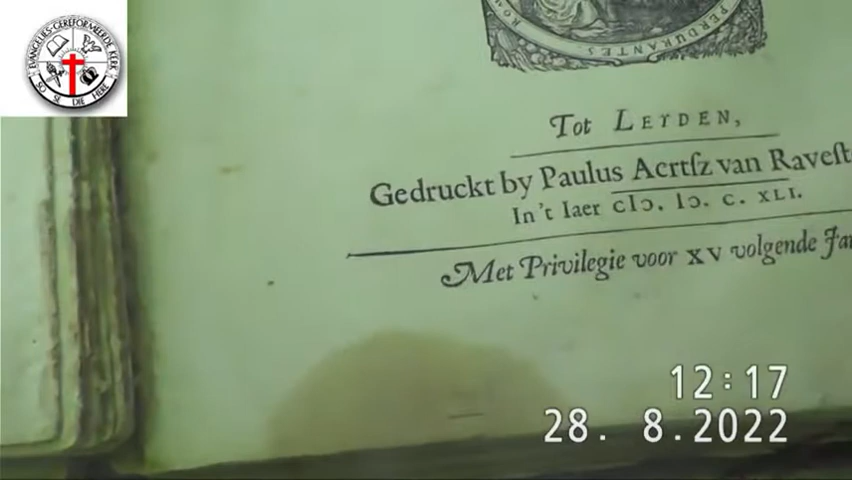 EVANGELIES-GEREFORMEERDE KERK
SO SÊ DIE HERE
PERDURANTES
Tot LEYDEN,
Gedruckt by Paulus Aertſz van Raveſt
In't Iaer CIↃ. IↃ. C. XLI.
Met Privilegie voor XV volgende Ja
12:17
28. 8.2022